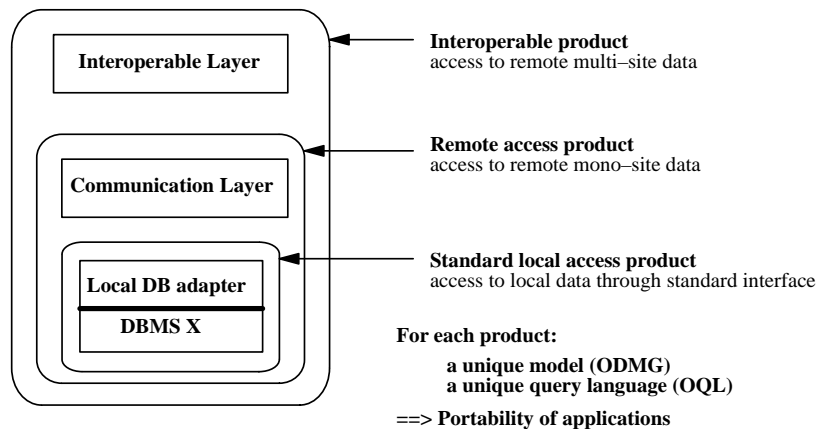 Interoperable Layer
Interoperable product
access to remote multi–site data
Communication Layer
Remote access product
access to remote mono–site data
Local DB adapter
DBMS X
Standard local access product
access to local data through standard interface
For each product:
a unique model (ODMG)
a unique query language (OQL)
==> Portability of applications